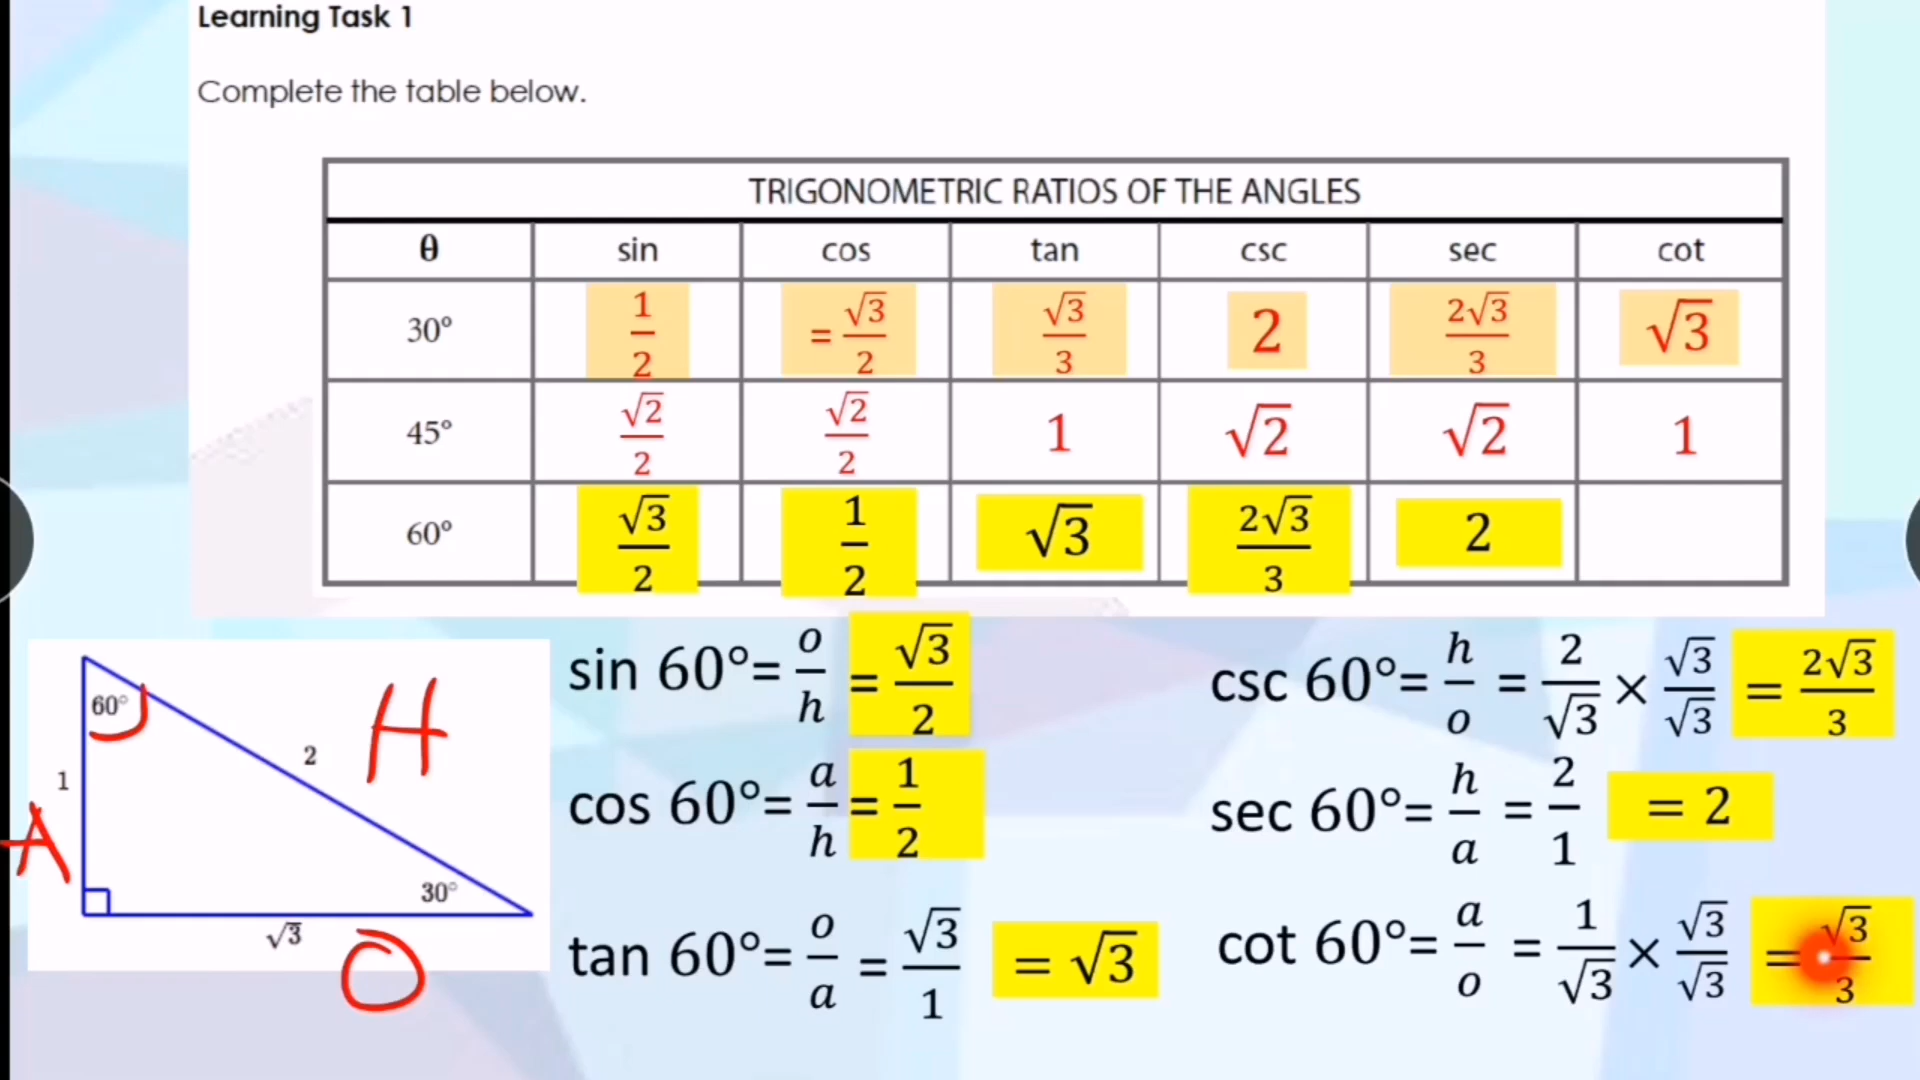 Learning Task 1
Complete the table below.
TRIGONOMETRIC RATIOS OF THE ANGLES
θ sin cos tan csc sec cot
30° 1/2 = √3/2 √3/3 2 2√3/3 √3
45° √2/2 √2/2 1 √2 √2 1
60° √3/2 1/2 √3 2√3/3 2
sin 60°= o/h = √3/2
cos 60°= a/h = 1/2
tan 60°= o/a = √3/1 = √3
csc 60°= h/o = 2/√3 × √3/√3 = 2√3/3
sec 60°= h/a = 2/1 = 2
cot 60°= a/o = 1/√3 × √3/√3 = √3/3
60°
H
2
1
A
30°
√3
O